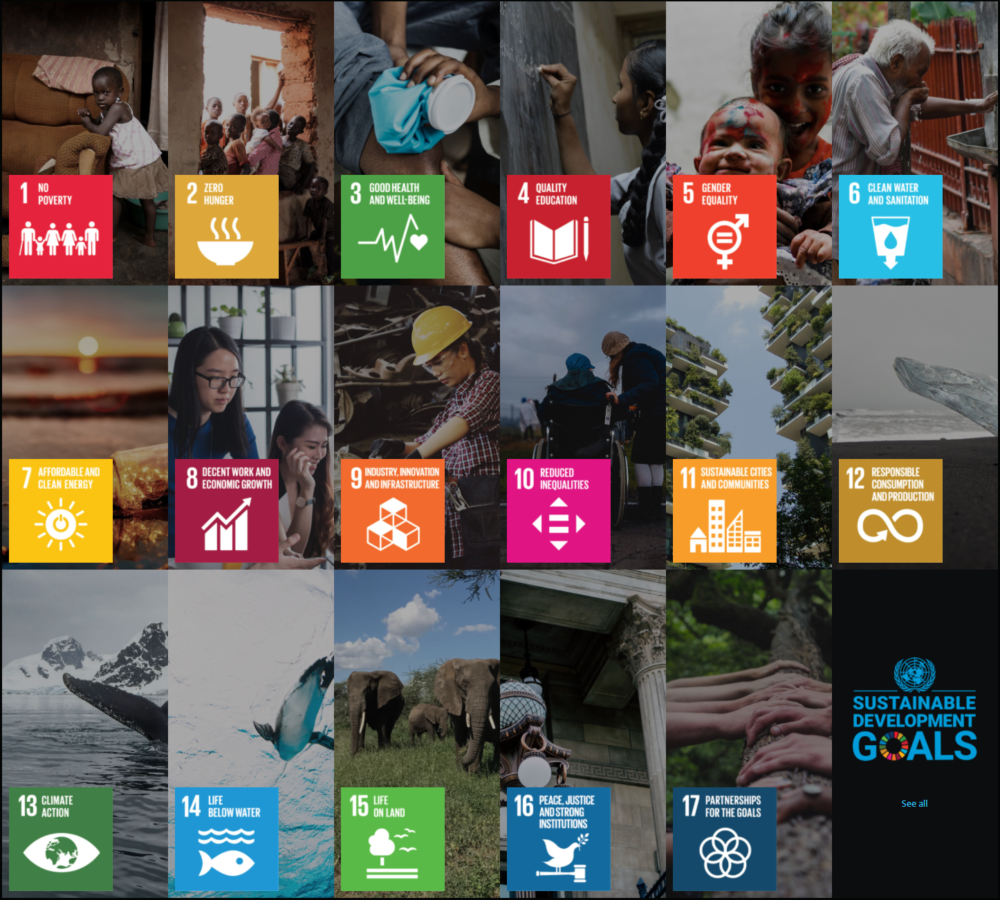 1 NO
POVERTY
2 ZERO
HUNGER
3 GOOD HEALTH
AND WELL-BEING
4 QUALITY
EDUCATION
5 GENDER
EQUALITY
6 CLEAN WATER
AND SANITATION
7 AFFORDABLE AND
CLEAN ENERGY
8 DECENT WORK AND
ECONOMIC GROWTH
9 INDUSTRY, INNOVATION
AND INFRASTRUCTURE
10 REDUCED
INEQUALITIES
11 SUSTAINABLE CITIES
AND COMMUNITIES
12 RESPONSIBLE
CONSUMPTION
AND PRODUCTION
13 CLIMATE
ACTION
14 LIFE
BELOW WATER
15 LIFE
ON LAND
16 PEACE, JUSTICE
AND STRONG
INSTITUTIONS
17 PARTNERSHIPS
FOR THE GOALS
SUSTAINABLE
DEVELOPMENT
GOALS
See all